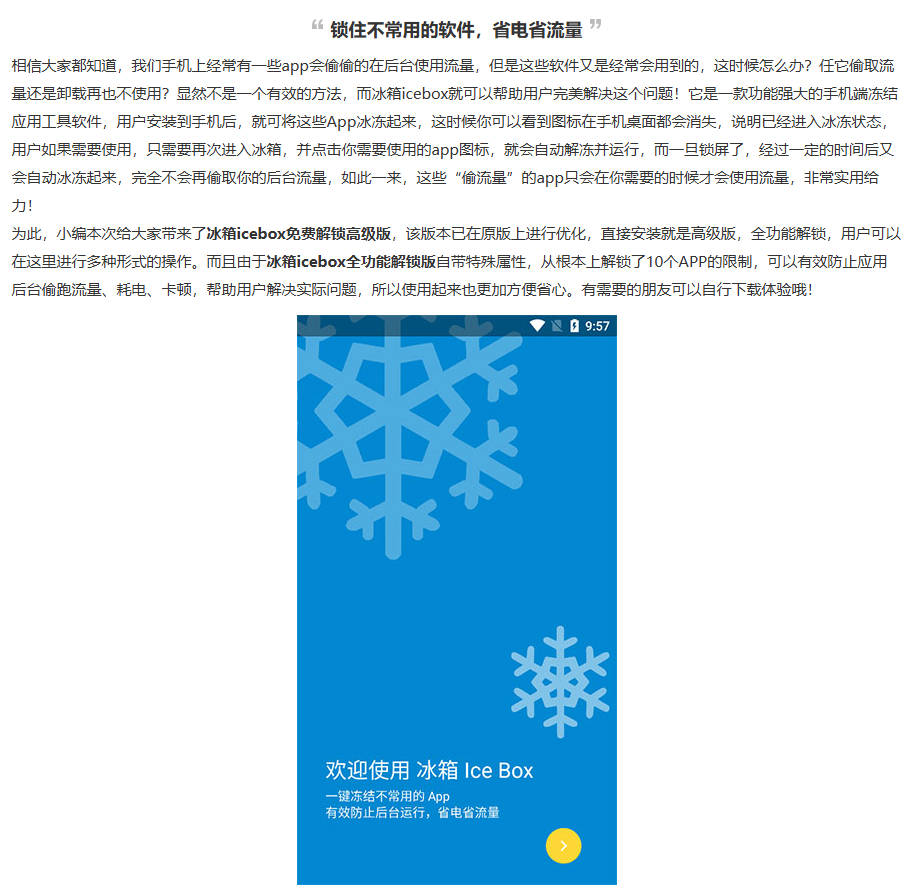 “ 锁住不常用的软件，省电省流量 ”
相信大家都知道，我们手机上经常有一些app会偷偷的在后台使用流量，但是这些软件又是经常会用到的，这时候怎么办？任它偷取流
量还是卸载再也不使用？显然不是一个有效的方法，而冰箱icebox就可以帮助用户完美解决这个问题！它是一款功能强大的手机端冻结
应用工具软件，用户安装到手机后，就可将这些App冰冻起来，这时候你可以看到图标在手机桌面都会消失，说明已经进入冰冻状态，
用户如果需要使用，只需要再次进入冰箱，并点击你需要使用的app图标，就会自动解冻并运行，而一旦锁屏了，经过一定的时间后又
会自动冰冻起来，完全不会再偷取你的后台流量，如此一来，这些“偷流量”的app只会在你需要的时候才会使用流量，非常实用给
力！
为此，小编本次给大家带来了冰箱icebox免费解锁高级版，该版本已在原版上进行优化，直接安装就是高级版，全功能解锁，用户可以
在这里进行多种形式的操作。而且由于冰箱icebox全功能解锁版自带特殊属性，从根本上解锁了10个APP的限制，可以有效防止应用
后台偷跑流量、耗电、卡顿，帮助用户解决实际问题，所以使用起来也更加方便省心。有需要的朋友可以自行下载体验哦！
9:57
欢迎使用 冰箱 Ice Box
一键冻结不常用的 App
有效防止后台运行，省电省流量